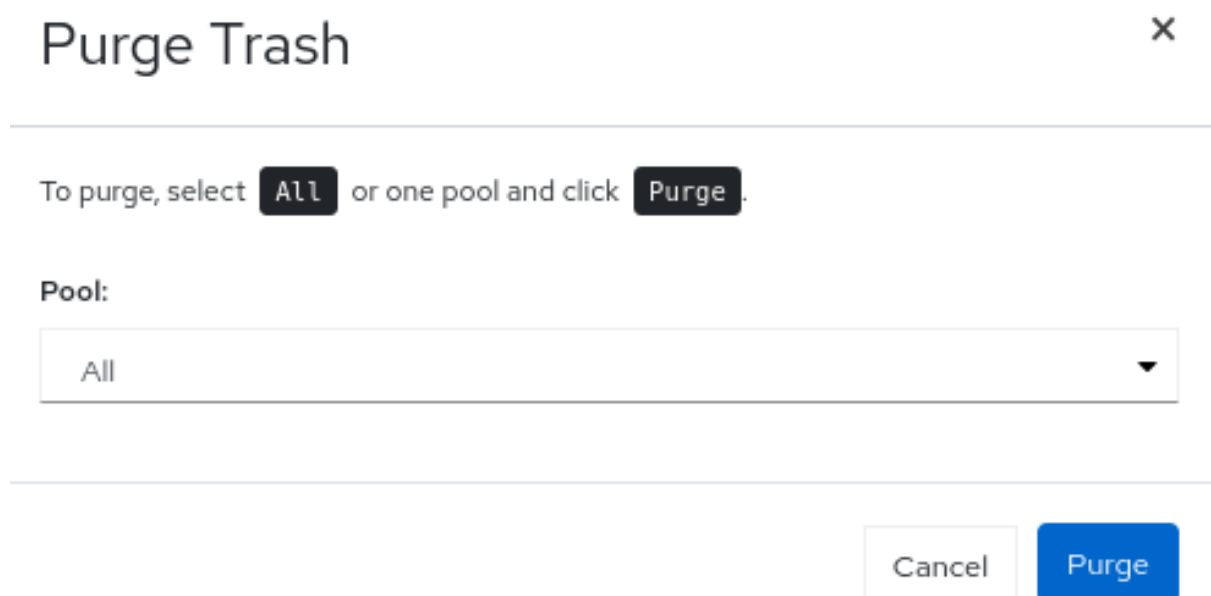 Purge Trash
To purge, select All or one pool and click Purge.
Pool:
All
Cancel
Purge